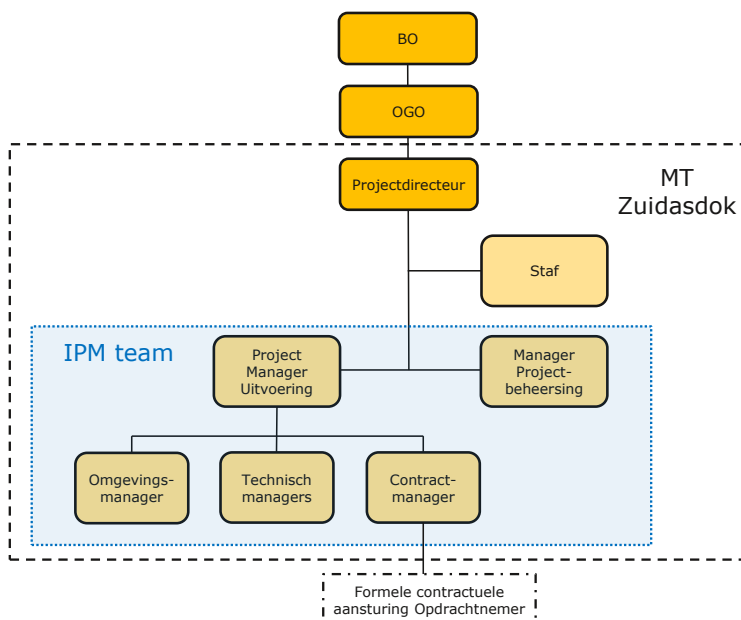 BO
OGO
Projectdirecteur
MT
Zuidasdok
Staf
IPM team
Project
Manager
Uitvoering
Manager
Project-
beheersing
Omgevings-
manager
Technisch
managers
Contract-
manager
Formele contractuele
aansturing Opdrachtnemer